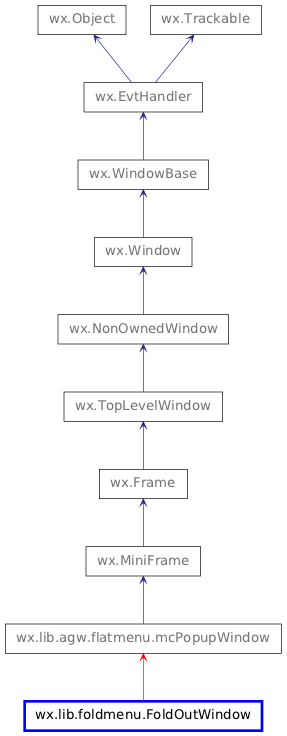 wx.Object
wx.Trackable
wx.EvtHandler
wx.WindowBase
wx.Window
wx.NonOwnedWindow
wx.TopLevelWindow
wx.Frame
wx.MiniFrame
wx.lib.agw.flatmenu.mcPopupWindow
wx.lib.foldmenu.FoldOutWindow